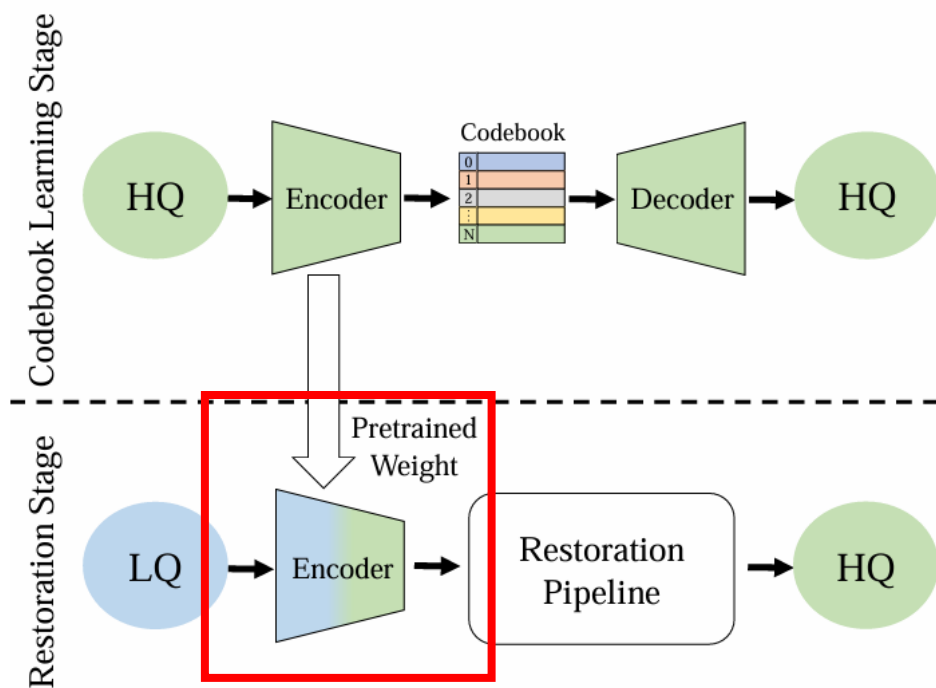 Codebook Learning Stage
HQ
Encoder
Codebook
0
1
2
⋮
N
Decoder
HQ
Restoration Stage
Pretrained
Weight
LQ
Encoder
Restoration
Pipeline
HQ